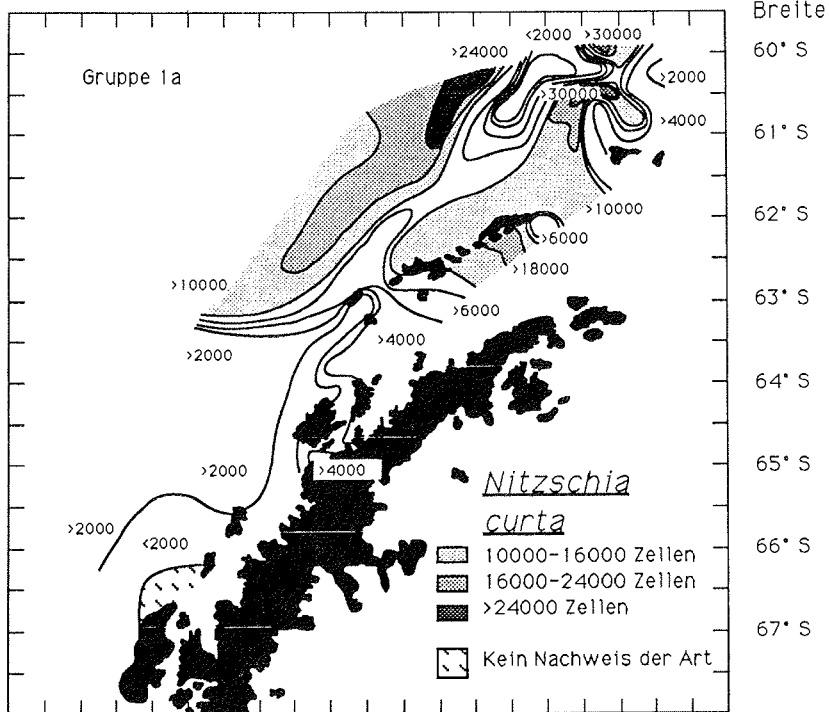 Breite
<2000 >30000
>24000
60° S
Gruppe 1a
>2000
>30000
>4000
61° S
>10000
62° S
>6000
>18000
>10000
63° S
>6000
>4000
>2000
64° S
>2000
>4000
65° S
Nitzschia
curta
>2000
<2000
66° S
10000-16000 Zellen
16000-24000 Zellen
>24000 Zellen
67° S
Kein Nachweis der Art